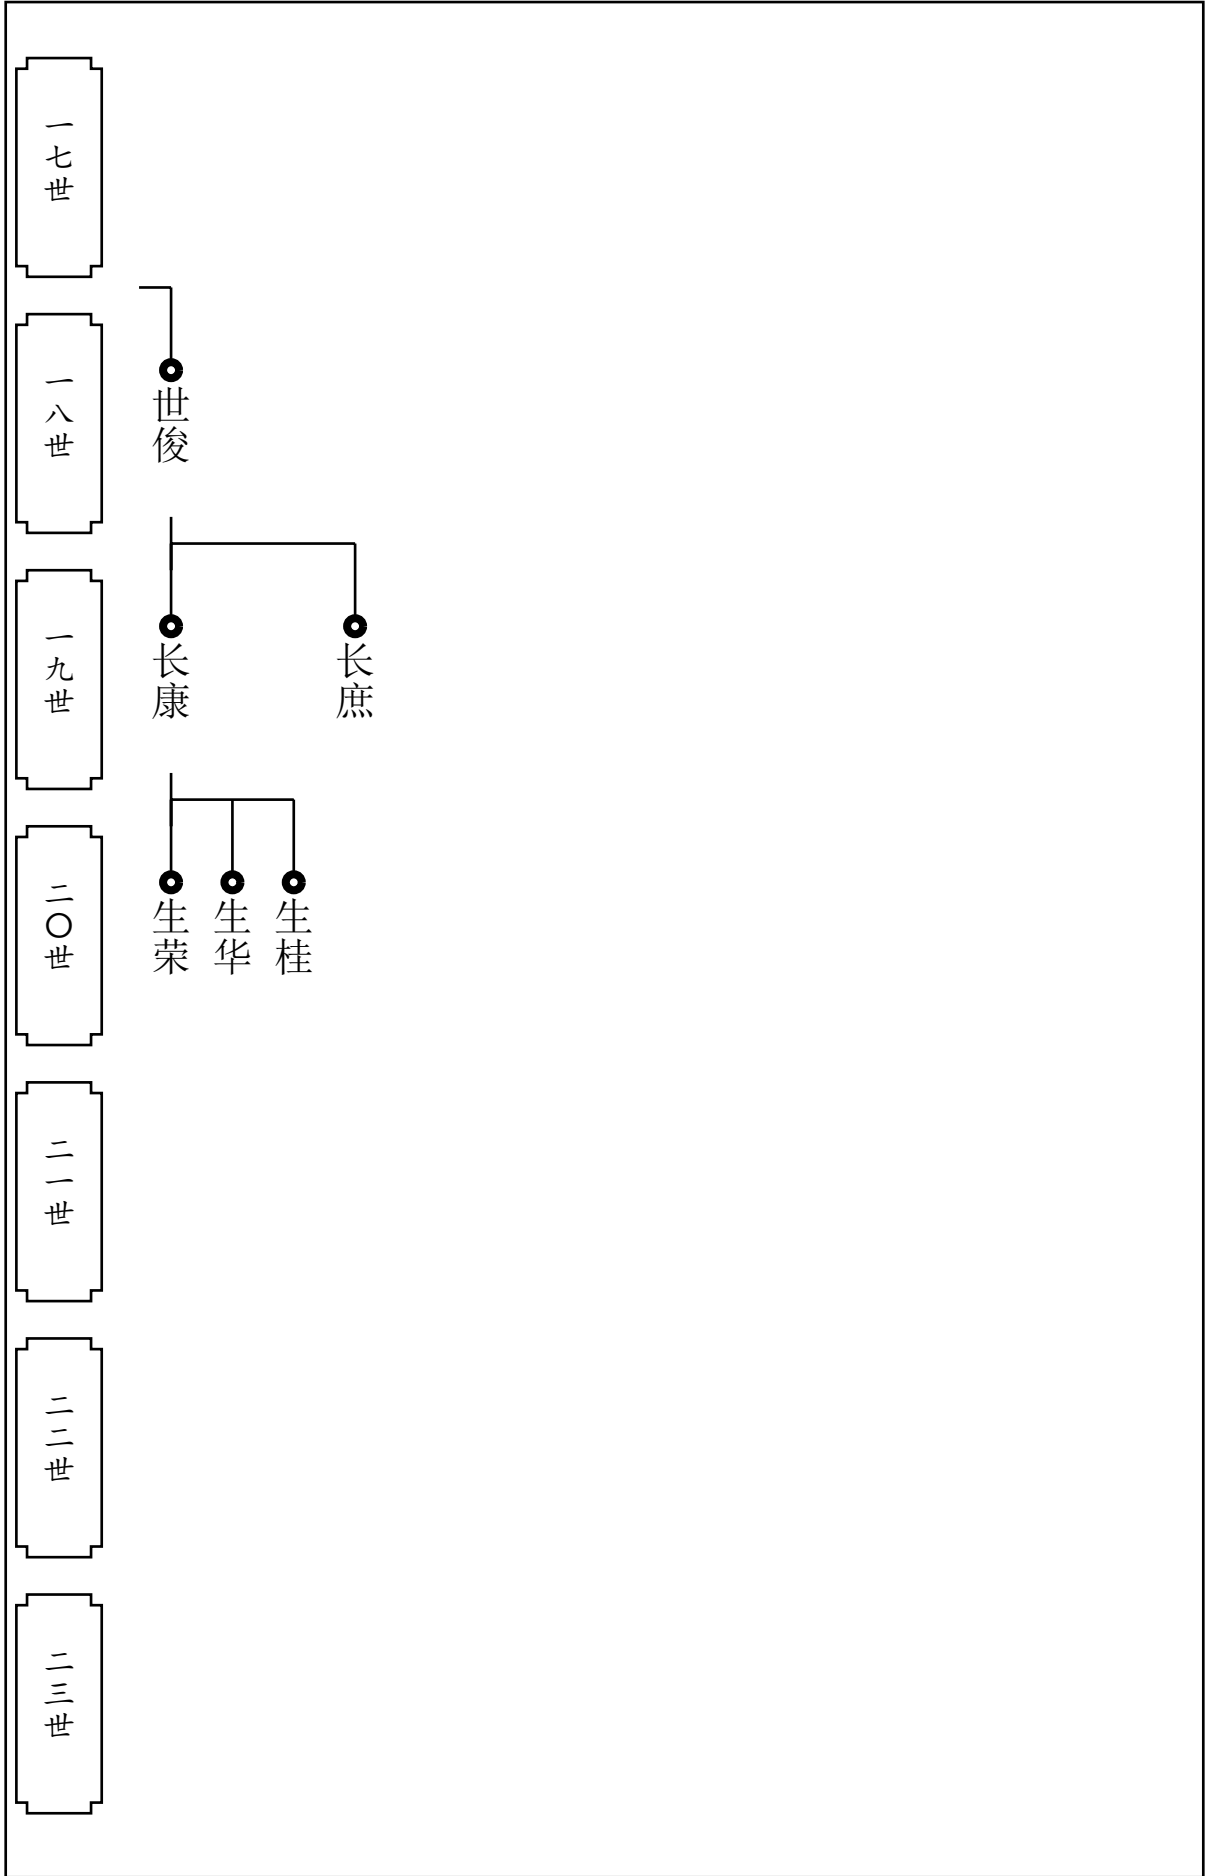 一七世
一八世
世俊
一九世
长康
长庶
二〇世
生荣
生华
生桂
二一世
二二世
二三世